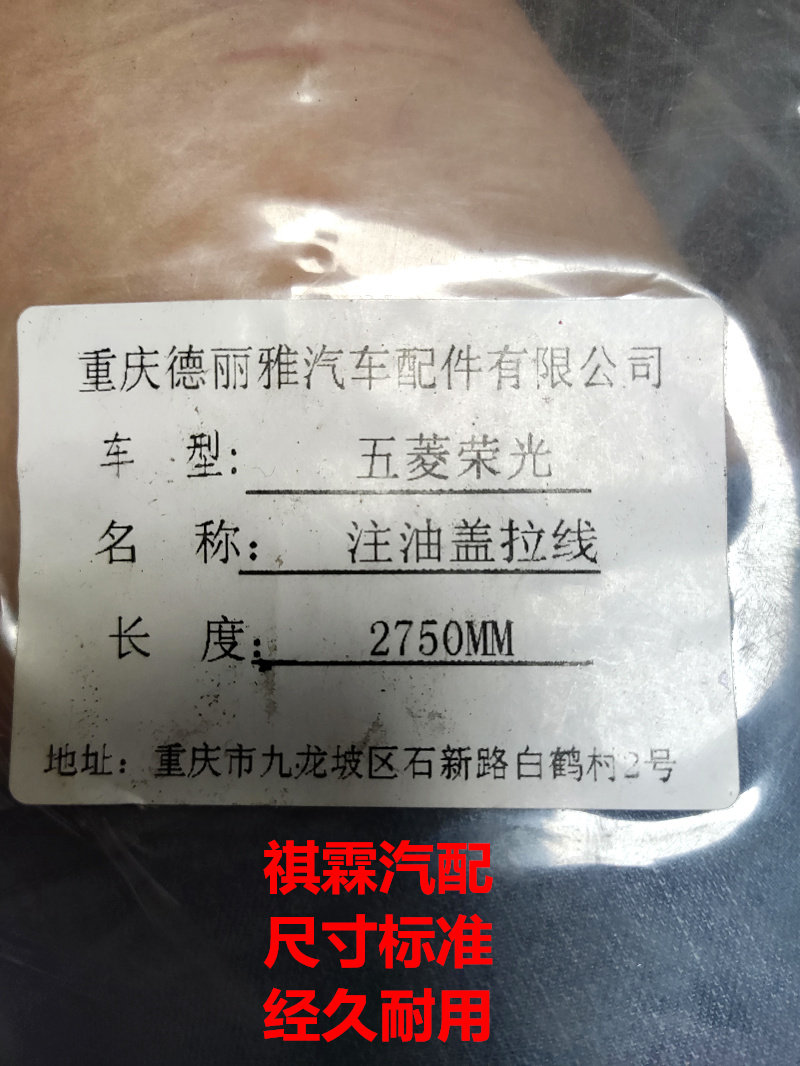 重庆德丽雅汽车配件有限公司
车 型: 五菱荣光
名 称: 注油盖拉线
长 度: 2750MM
地址: 重庆市九龙坡区石新路白鹤村2号
祺霖汽配
尺寸标准
经久耐用